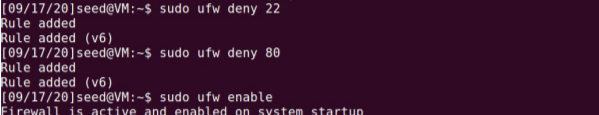 [09/17/20]seed@VM:~$ sudo ufw deny 22
Rule added
Rule added (v6)
[09/17/20]seed@VM:~$ sudo ufw deny 80
Rule added
Rule added (v6)
[09/17/20]seed@VM:~$ sudo ufw enable
Firewall is active and enabled on system startup